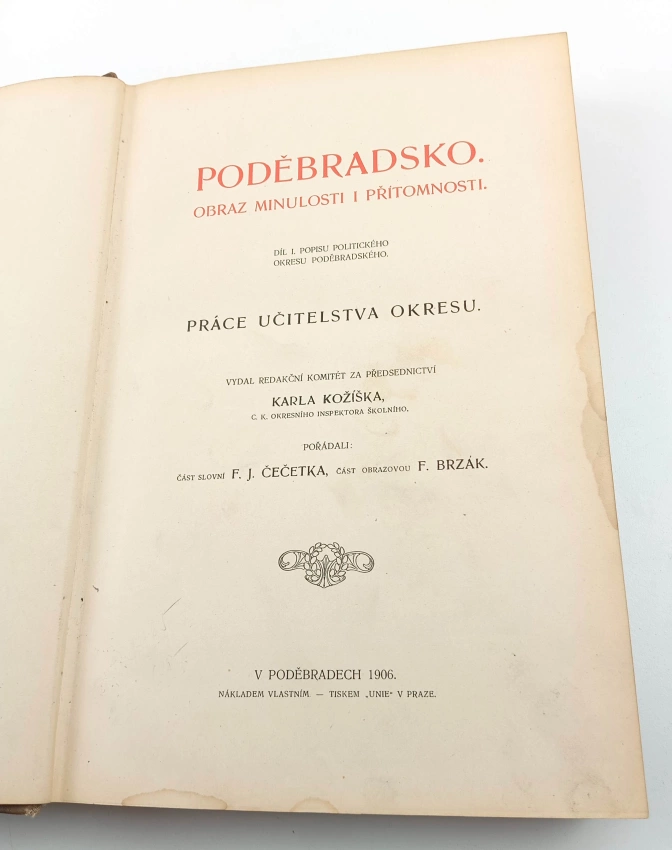 PODĚBRADSKO.
OBRAZ MINULOSTI I PŘÍTOMNOSTI.
DÍL I. POPISU POLITICKÉHO
OKRESU PODĚBRADSKÉHO.
PRÁCE UČITELSTVA OKRESU.
VYDAL REDAKČNÍ KOMITÉT ZA PŘEDSEDNICTVÍ
KARLA KOŽÍŠKA,
C. K. OKRESNÍHO INSPEKTORA ŠKOLNÍHO.
POŘÁDALI:
ČÁST SLOVNÍ F. J. ČEČETKA, ČÁST OBRAZOVOU F. BRZÁK.
V PODĚBRADECH 1906.
NÁKLADEM VLASTNÍM — TISKEM „UNIE“ V PRAZE.